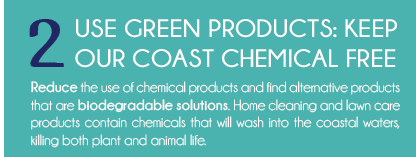 2 USE GREEN PRODUCTS: KEEP
OUR COAST CHEMICAL FREE
Reduce the use of chemical products and find alternative products
that are biodegradable solutions. Home cleaning and lawn care
products contain chemicals that will wash into the coastal waters,
killing both plant and animal life.